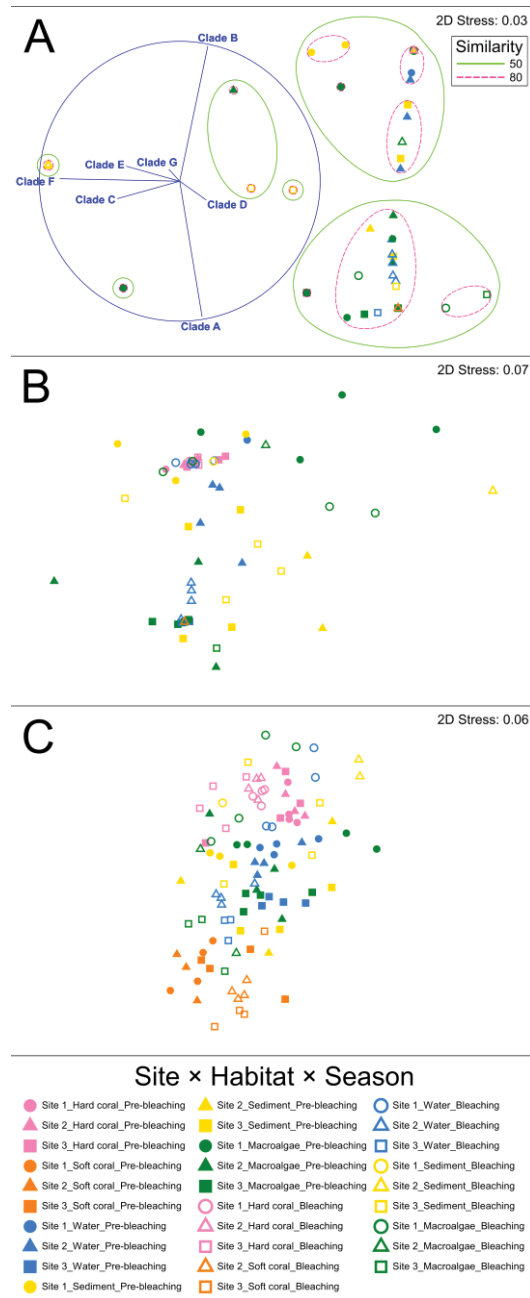 A
2D Stress: 0.03
Similarity
50
80
Clade B
Clade E
Clade G
Clade F
Clade C
Clade D
Clade A
B
2D Stress: 0.07
C
2D Stress: 0.06
Site × Habitat × Season
Site 1_Hard coral_Pre-bleaching
Site 2_Hard coral_Pre-bleaching
Site 3_Hard coral_Pre-bleaching
Site 1_Soft coral_Pre-bleaching
Site 2_Soft coral_Pre-bleaching
Site 3_Soft coral_Pre-bleaching
Site 1_Water_Pre-bleaching
Site 2_Water_Pre-bleaching
Site 3_Water_Pre-bleaching
Site 1_Sediment_Pre-bleaching
Site 2_Sediment_Pre-bleaching
Site 3_Sediment_Pre-bleaching
Site 1_Macroalgae_Pre-bleaching
Site 2_Macroalgae_Pre-bleaching
Site 3_Macroalgae_Pre-bleaching
Site 1_Hard coral_Bleaching
Site 2_Hard coral_Bleaching
Site 3_Hard coral_Bleaching
Site 2_Soft coral_Bleaching
Site 3_Soft coral_Bleaching
Site 1_Water_Bleaching
Site 2_Water_Bleaching
Site 3_Water_Bleaching
Site 1_Sediment_Bleaching
Site 2_Sediment_Bleaching
Site 3_Sediment_Bleaching
Site 1_Macroalgae_Bleaching
Site 2_Macroalgae_Bleaching
Site 3_Macroalgae_Bleaching